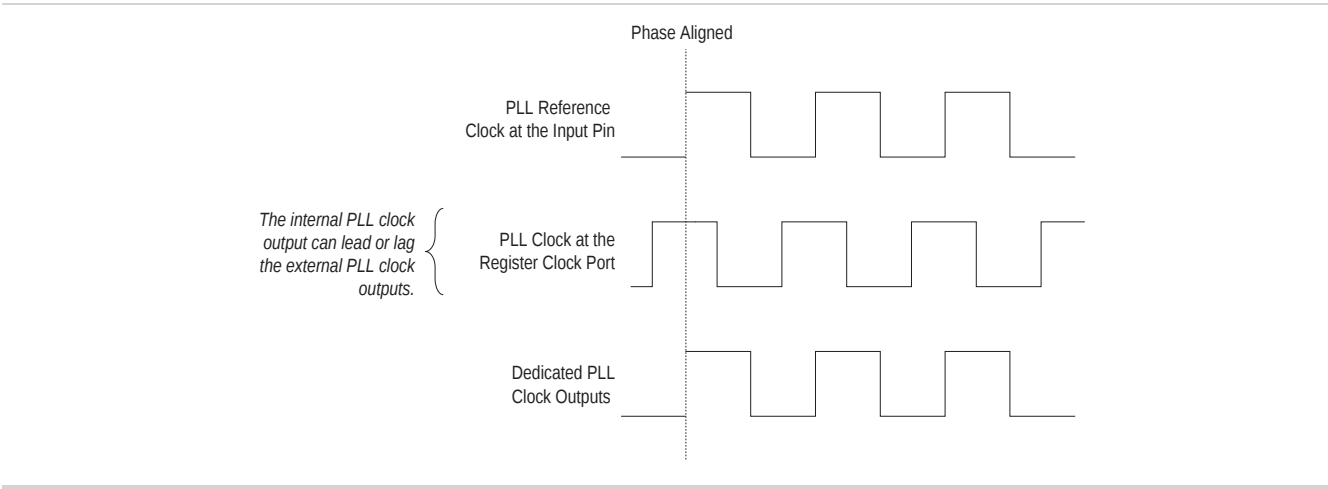 Phase Aligned
PLL Reference
Clock at the Input Pin
The internal PLL clock
output can lead or lag
the external PLL clock
outputs.
PLL Clock at the
Register Clock Port
Dedicated PLL
Clock Outputs